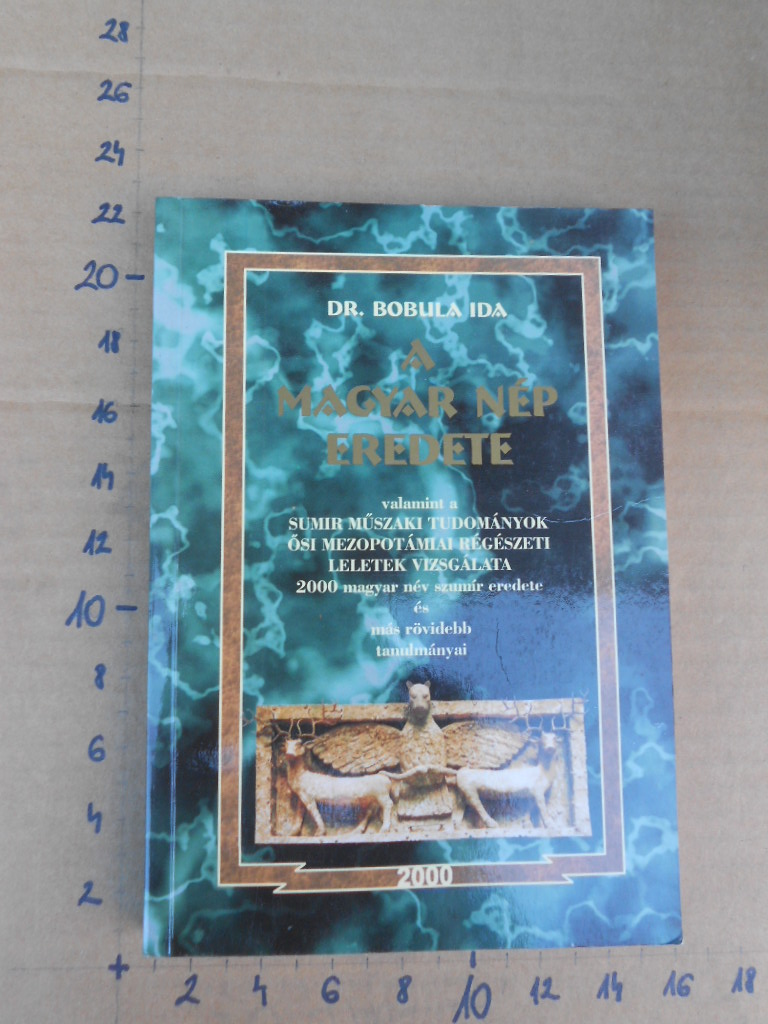 28
26
24
22
20
18
16
14
12
10
8
6
4
2
DR. BOBULA IDA
A
MAGYAR NÉP
EREDETE
valamint a
SUMIR MŰSZAKI TUDOMÁNYOK
ŐSI MEZOPOTÁMIAI RÉGÉSZETI
LELETEK VIZSGÁLATA
2000 magyar név szumír eredete
és
más rövidebb
tanulmányai
2000
+
2 4 6 8 10 12 14 16 18